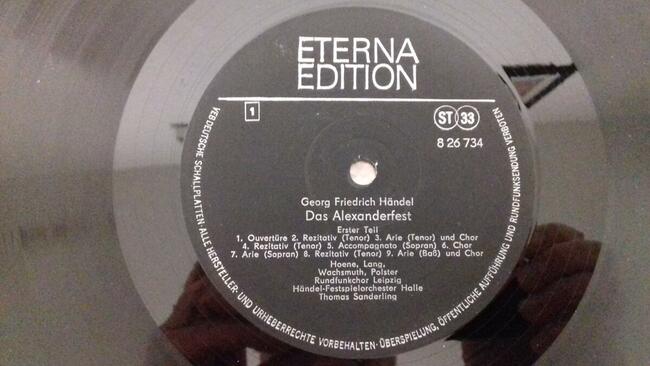 ETERNA
EDITION
1
ST 33
8 26 734
Georg Friedrich Händel
Das Alexanderfest
Erster Teil
1. Ouvertüre 2. Rezitativ (Tenor) 3. Arie (Tenor) und Chor
4. Rezitativ (Tenor) 5. Accompagnato (Sopran) 6. Chor
7. Arie (Sopran) 8. Rezitativ (Tenor) 9. Arie (Baß) und Chor
Hoene, Lang,
Wachsmuth, Polster
Rundfunkchor Leipzig
Händel-Festspielorchester Halle
Thomas Sanderling
VEB DEUTSCHE SCHALLPLATTEN · ALLE HERSTELLER- UND URHEBERRECHTE VORBEHALTEN · ÜBERSPIELUNG, ÖFFENTLICHE AUFFÜHRUNG UND RUNDFUNKSENDUNG VERBOTEN